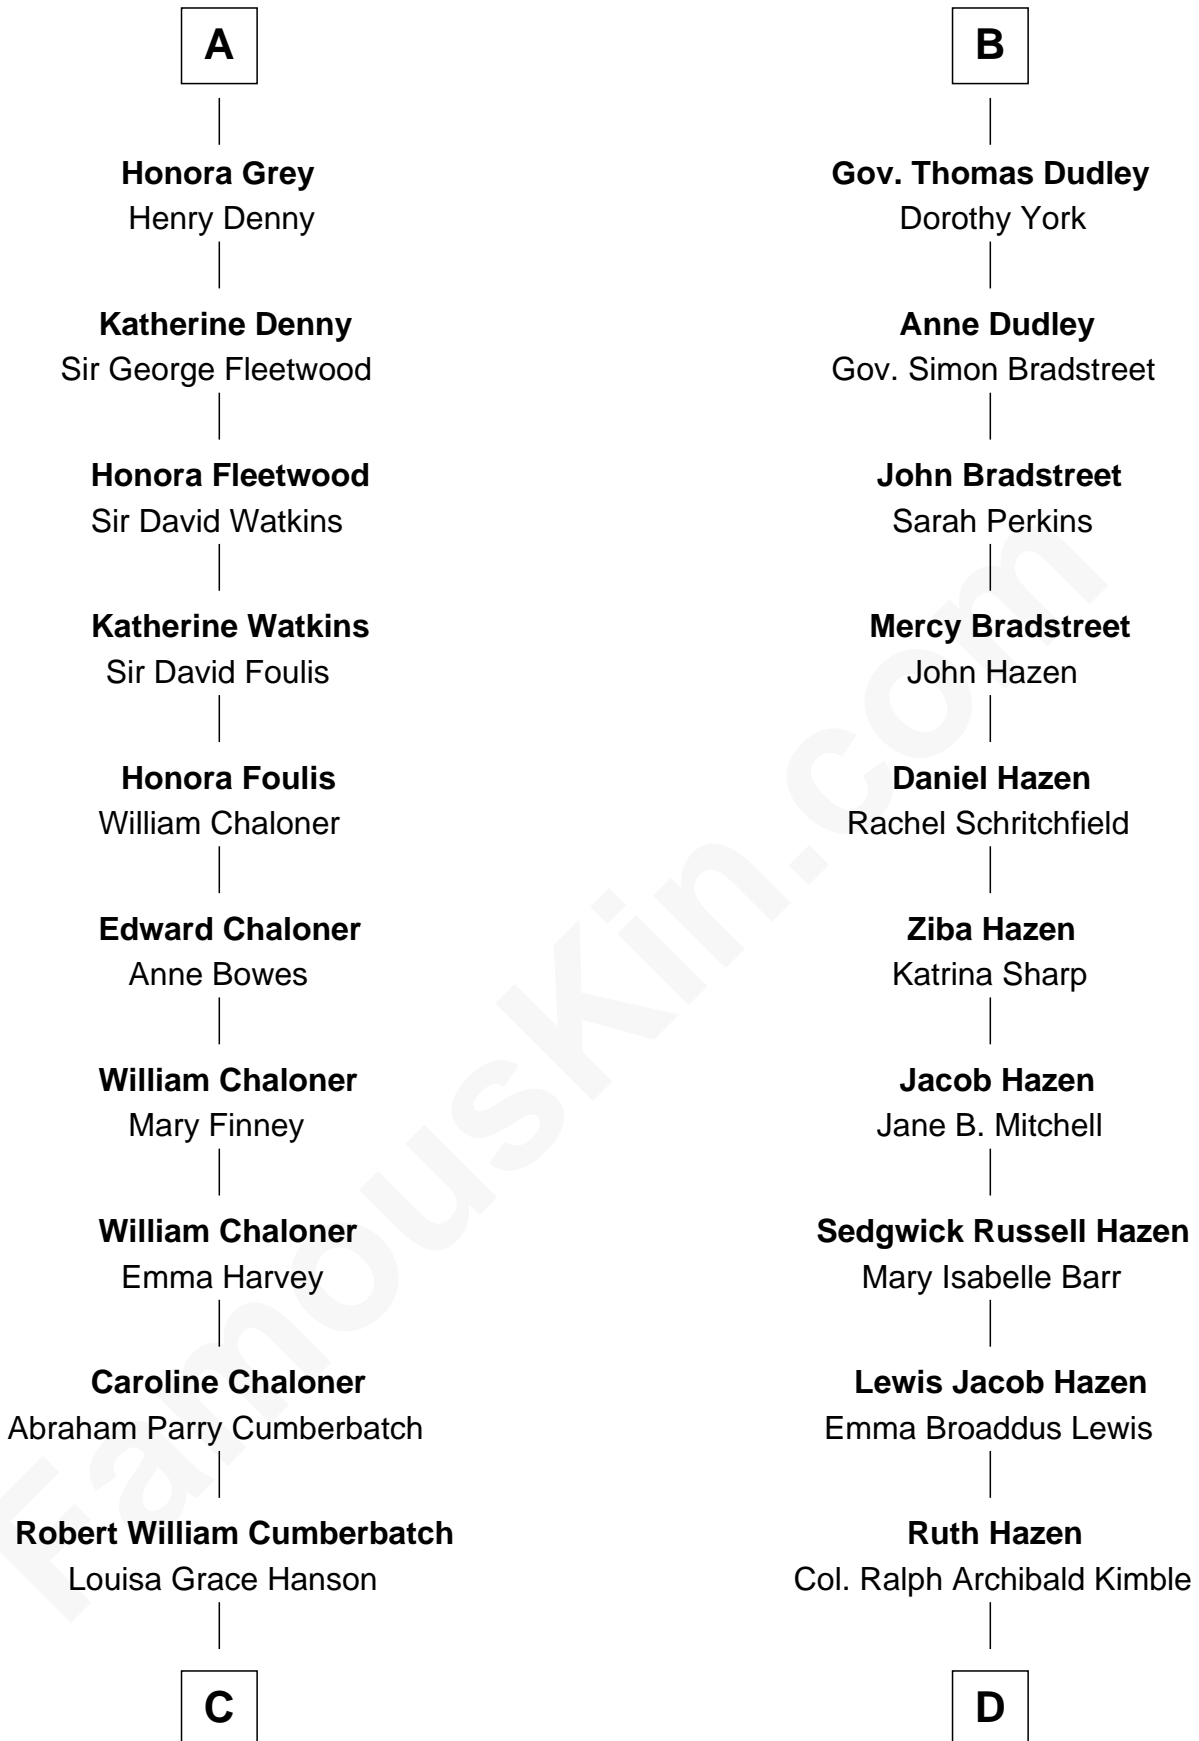 A
Honora Grey
Henry Denny
Katherine Denny
Sir George Fleetwood
Honora Fleetwood
Sir David Watkins
Katherine Watkins
Sir David Foulis
Honora Foulis
William Chaloner
Edward Chaloner
Anne Bowes
William Chaloner
Mary Finney
William Chaloner
Emma Harvey
Caroline Chaloner
Abraham Parry Cumberbatch
Robert William Cumberbatch
Louisa Grace Hanson
C
B
Gov. Thomas Dudley
Dorothy York
Anne Dudley
Gov. Simon Bradstreet
John Bradstreet
Sarah Perkins
Mercy Bradstreet
John Hazen
Daniel Hazen
Rachel Schritchfield
Ziba Hazen
Katrina Sharp
Jacob Hazen
Jane B. Mitchell
Sedgwick Russell Hazen
Mary Isabelle Barr
Lewis Jacob Hazen
Emma Broaddus Lewis
Ruth Hazen
Col. Ralph Archibald Kimble
D
FamousKin.com